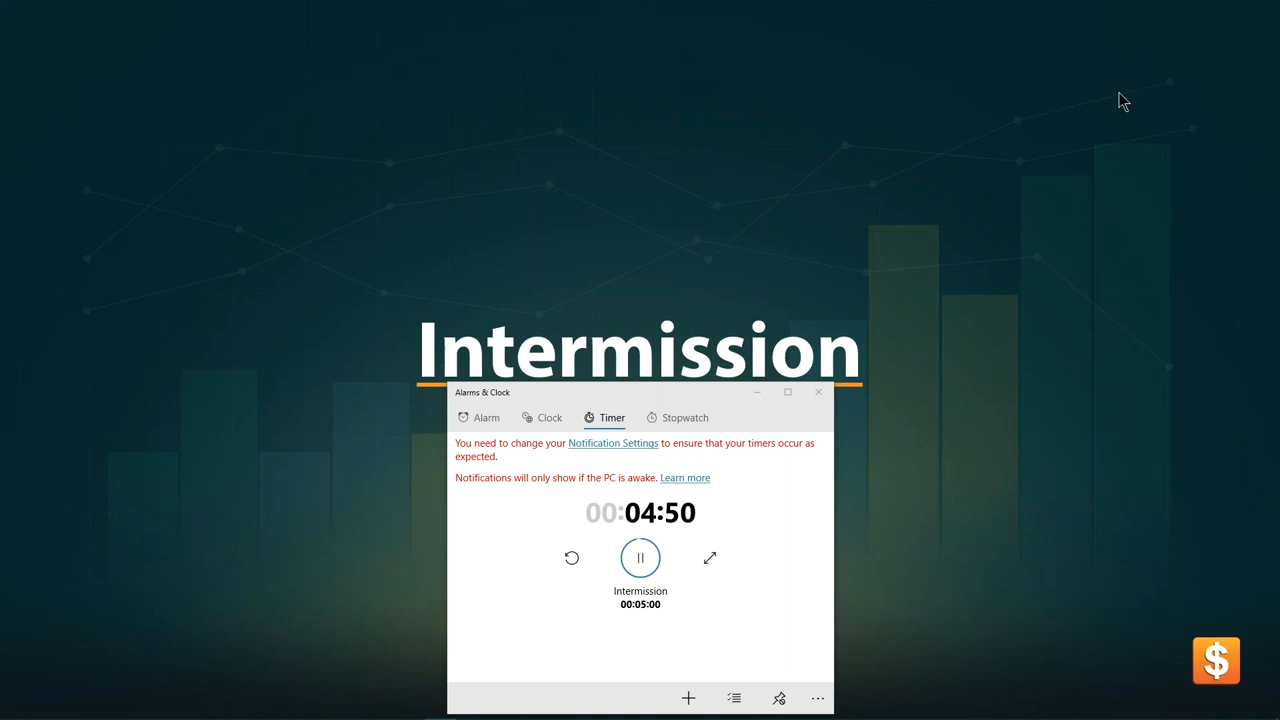 Intermission
Alarms & Clock
Alarm Clock Timer Stopwatch
You need to change your Notification Settings to ensure that your timers occur as
expected.
Notifications will only show if the PC is awake. Learn more
00:04:50
Intermission
00:05:00
$